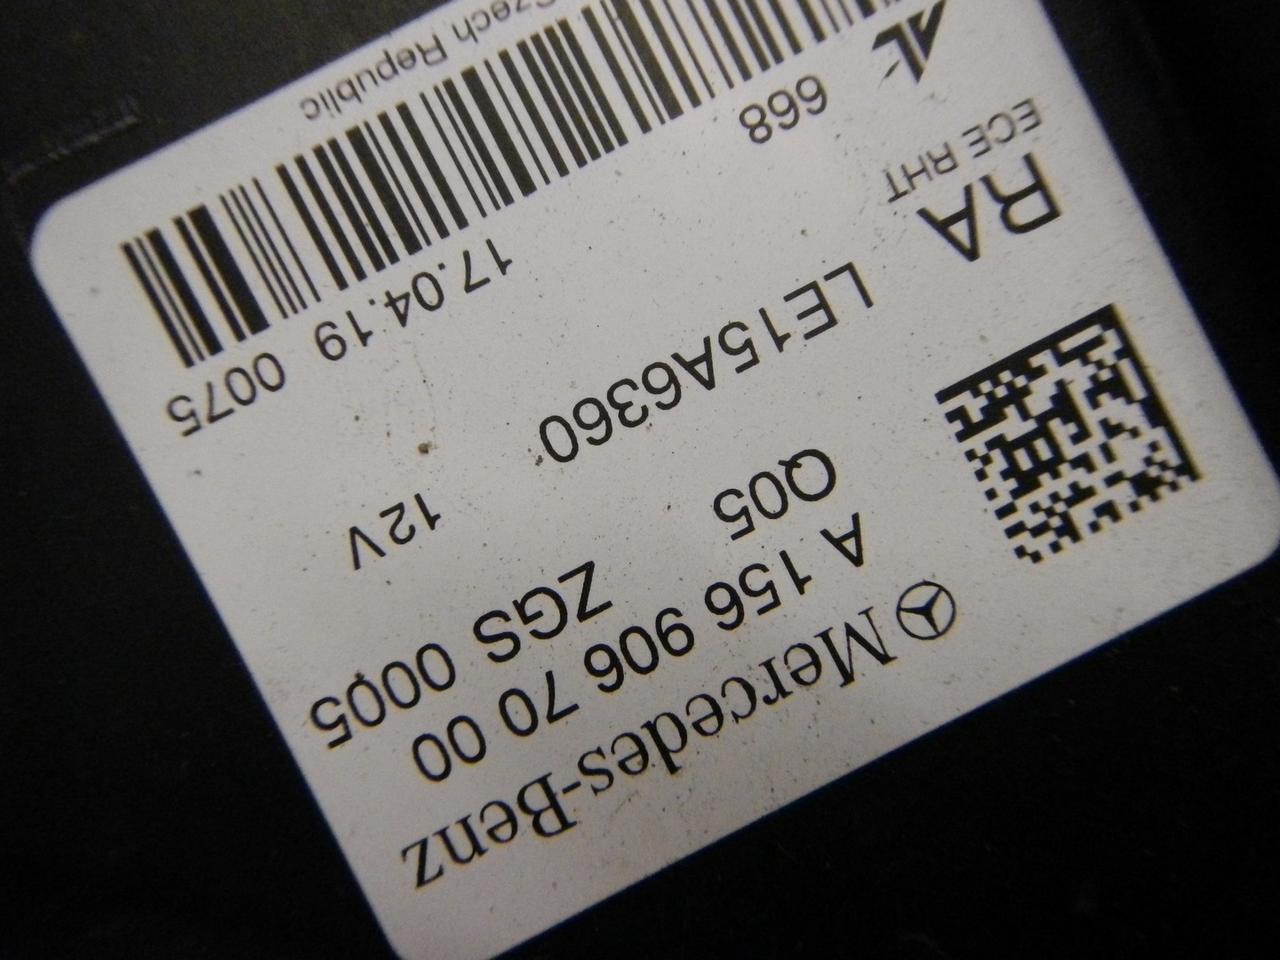 Mercedes-Benz
A 156 906 70 00
Q05 ZGS 0005
12V
LE15A6360
RA
ECE RHT
17.04.19 0075
668
AL
Czech Republic